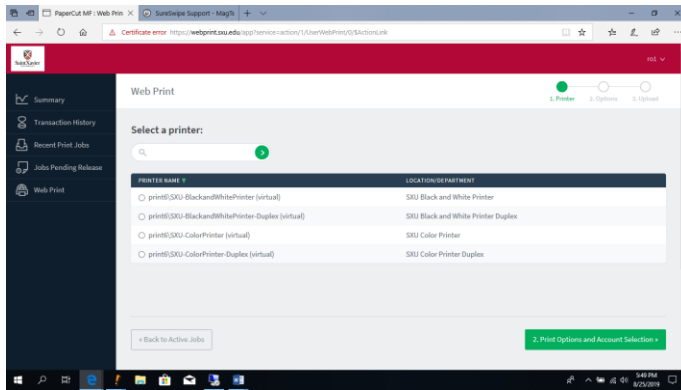 PaperCut MF : Web Prin
SureSwipe Support - MagTe
Certificate error https://webprint.sxu.edu/app?service=action/1/UserWebPrint/0/$ActionLink
Saint Xavier
Summary
Transaction History
Recent Print Jobs
Jobs Pending Release
Web Print
Web Print
1. Printer 2. Options 3. Upload
Select a printer:
PRINTER NAME LOCATION/DEPARTMENT
print6\SXU-BlackandWhitePrinter (virtual) SXU Black and White Printer
print6\SXU-BlackandWhitePrinter-Duplex (virtual) SXU Black and White Printer Duplex
print6\SXU-ColorPrinter (virtual) SXU Color Printer
print6\SXU-ColorPrinter-Duplex (virtual) SXU Color Printer Duplex
« Back to Active Jobs
2. Print Options and Account Selection »
5:49 PM
8/25/2019